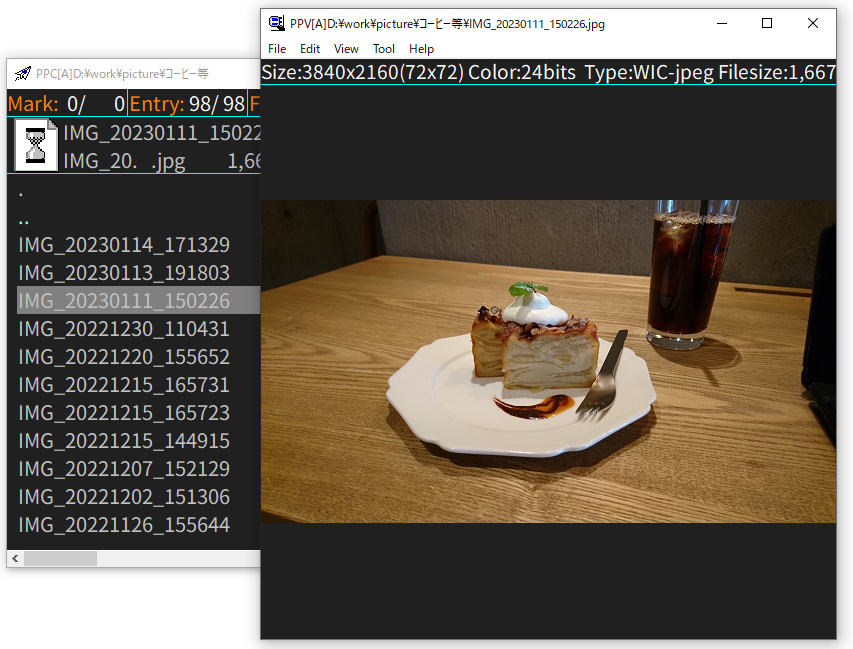 PPV[A]D:¥work¥picture¥ｺｰﾋｰ等¥IMG_20230111_150226.jpg
File Edit View Tool Help
Size:3840x2160(72x72) Color:24bits Type:WIC-jpeg Filesize:1,667
PPC[A]D:¥work¥picture¥ｺｰﾋｰ等
Mark: 0/ 0 Entry: 98/ 98 F
IMG_20230111_15022
IMG_20. .jpg 1,66
.
..
IMG_20230114_171329
IMG_20230113_191803
IMG_20230111_150226
IMG_20221230_110431
IMG_20221220_155652
IMG_20221215_165731
IMG_20221215_165723
IMG_20221215_144915
IMG_20221207_152129
IMG_20221202_151306
IMG_20221126_155644